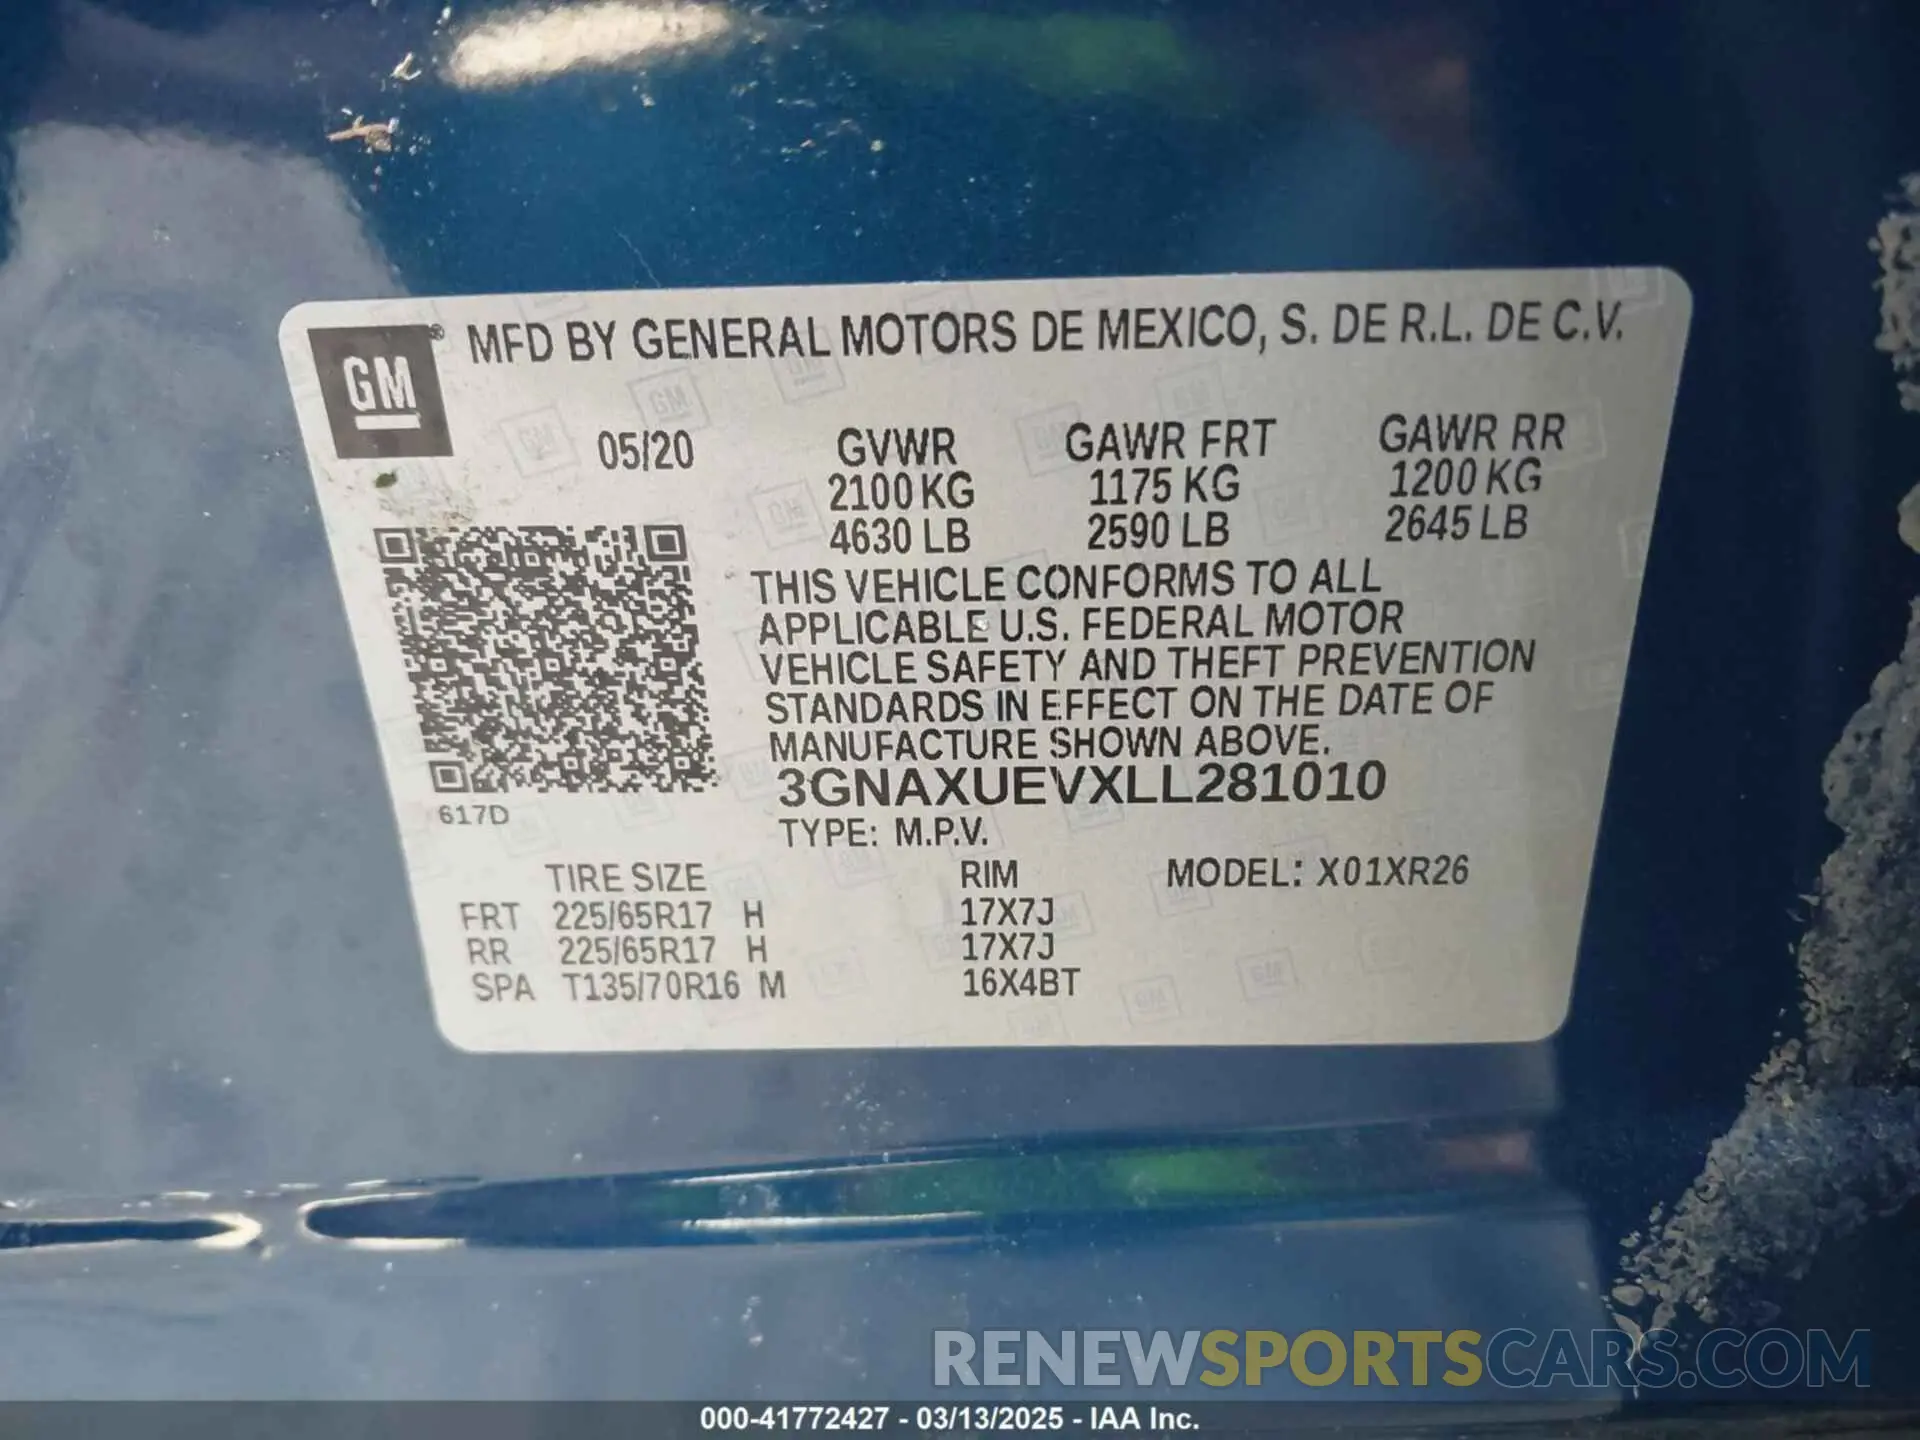 GM® MFD BY GENERAL MOTORS DE MEXICO, S. DE R.L. DE C.V.
05/20 GVWR GAWR FRT GAWR RR
2100 KG 1175 KG 1200 KG
4630 LB 2590 LB 2645 LB
THIS VEHICLE CONFORMS TO ALL
APPLICABLE U.S. FEDERAL MOTOR
VEHICLE SAFETY AND THEFT PREVENTION
STANDARDS IN EFFECT ON THE DATE OF
MANUFACTURE SHOWN ABOVE.
3GNAXUEVXLL281010
617D
TYPE: M.P.V.
TIRE SIZE RIM MODEL: X01XR26
FRT 225/65R17 H 17X7J
RR 225/65R17 H 17X7J
SPA T135/70R16 M 16X4BT
RENEWSPORTSCARS.COM
000-41772427 - 03/13/2025 - IAA Inc.